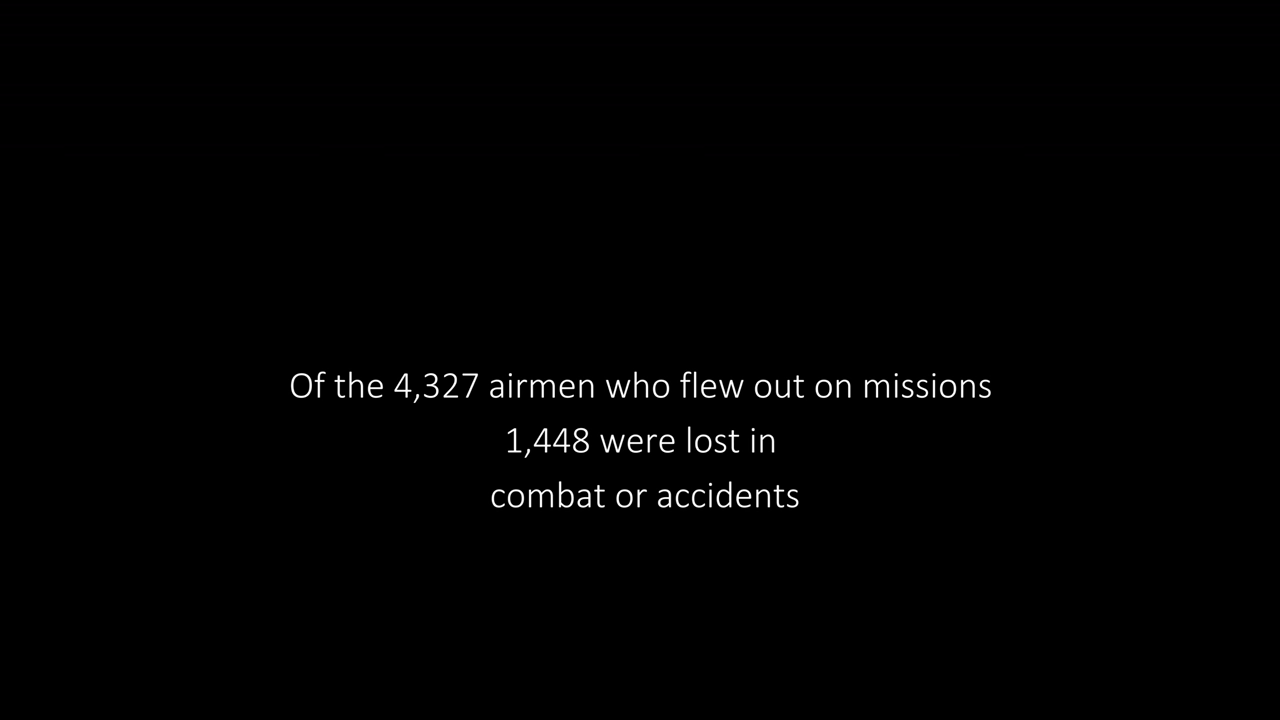 Of the 4,327 airmen who flew out on missions
1,448 were lost in
combat or accidents